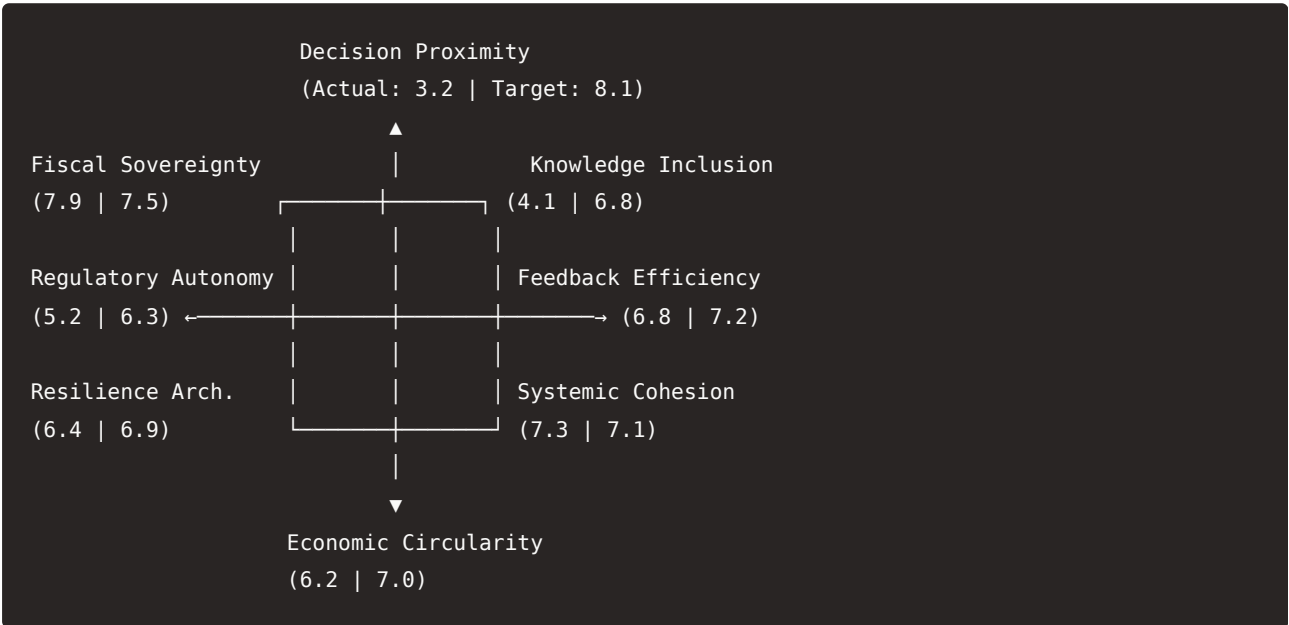 Decision Proximity
(Actual: 3.2 | Target: 8.1)
Fiscal Sovereignty Knowledge Inclusion
(7.9 | 7.5) (4.1 | 6.8)
Regulatory Autonomy Feedback Efficiency
(5.2 | 6.3) (6.8 | 7.2)
Resilience Arch. Systemic Cohesion
(6.4 | 6.9) (7.3 | 7.1)
Economic Circularity
(6.2 | 7.0)